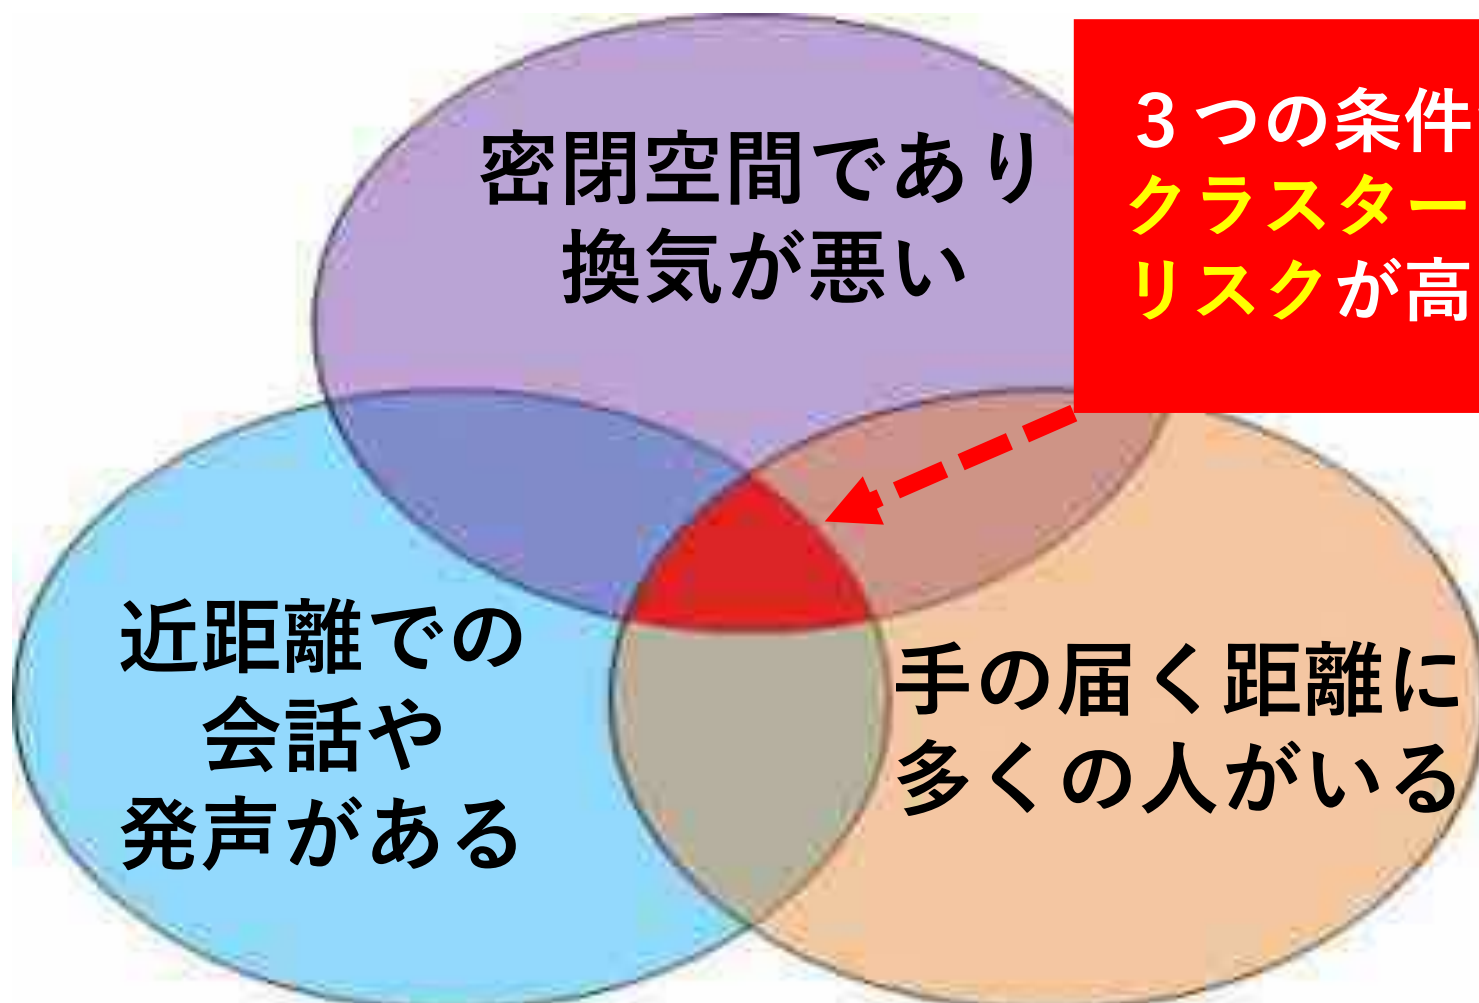 密閉空間であり
換気が悪い
３つの条件
クラスター
リスクが高
近距離での
会話や
発声がある
手の届く距離に
多くの人がいる